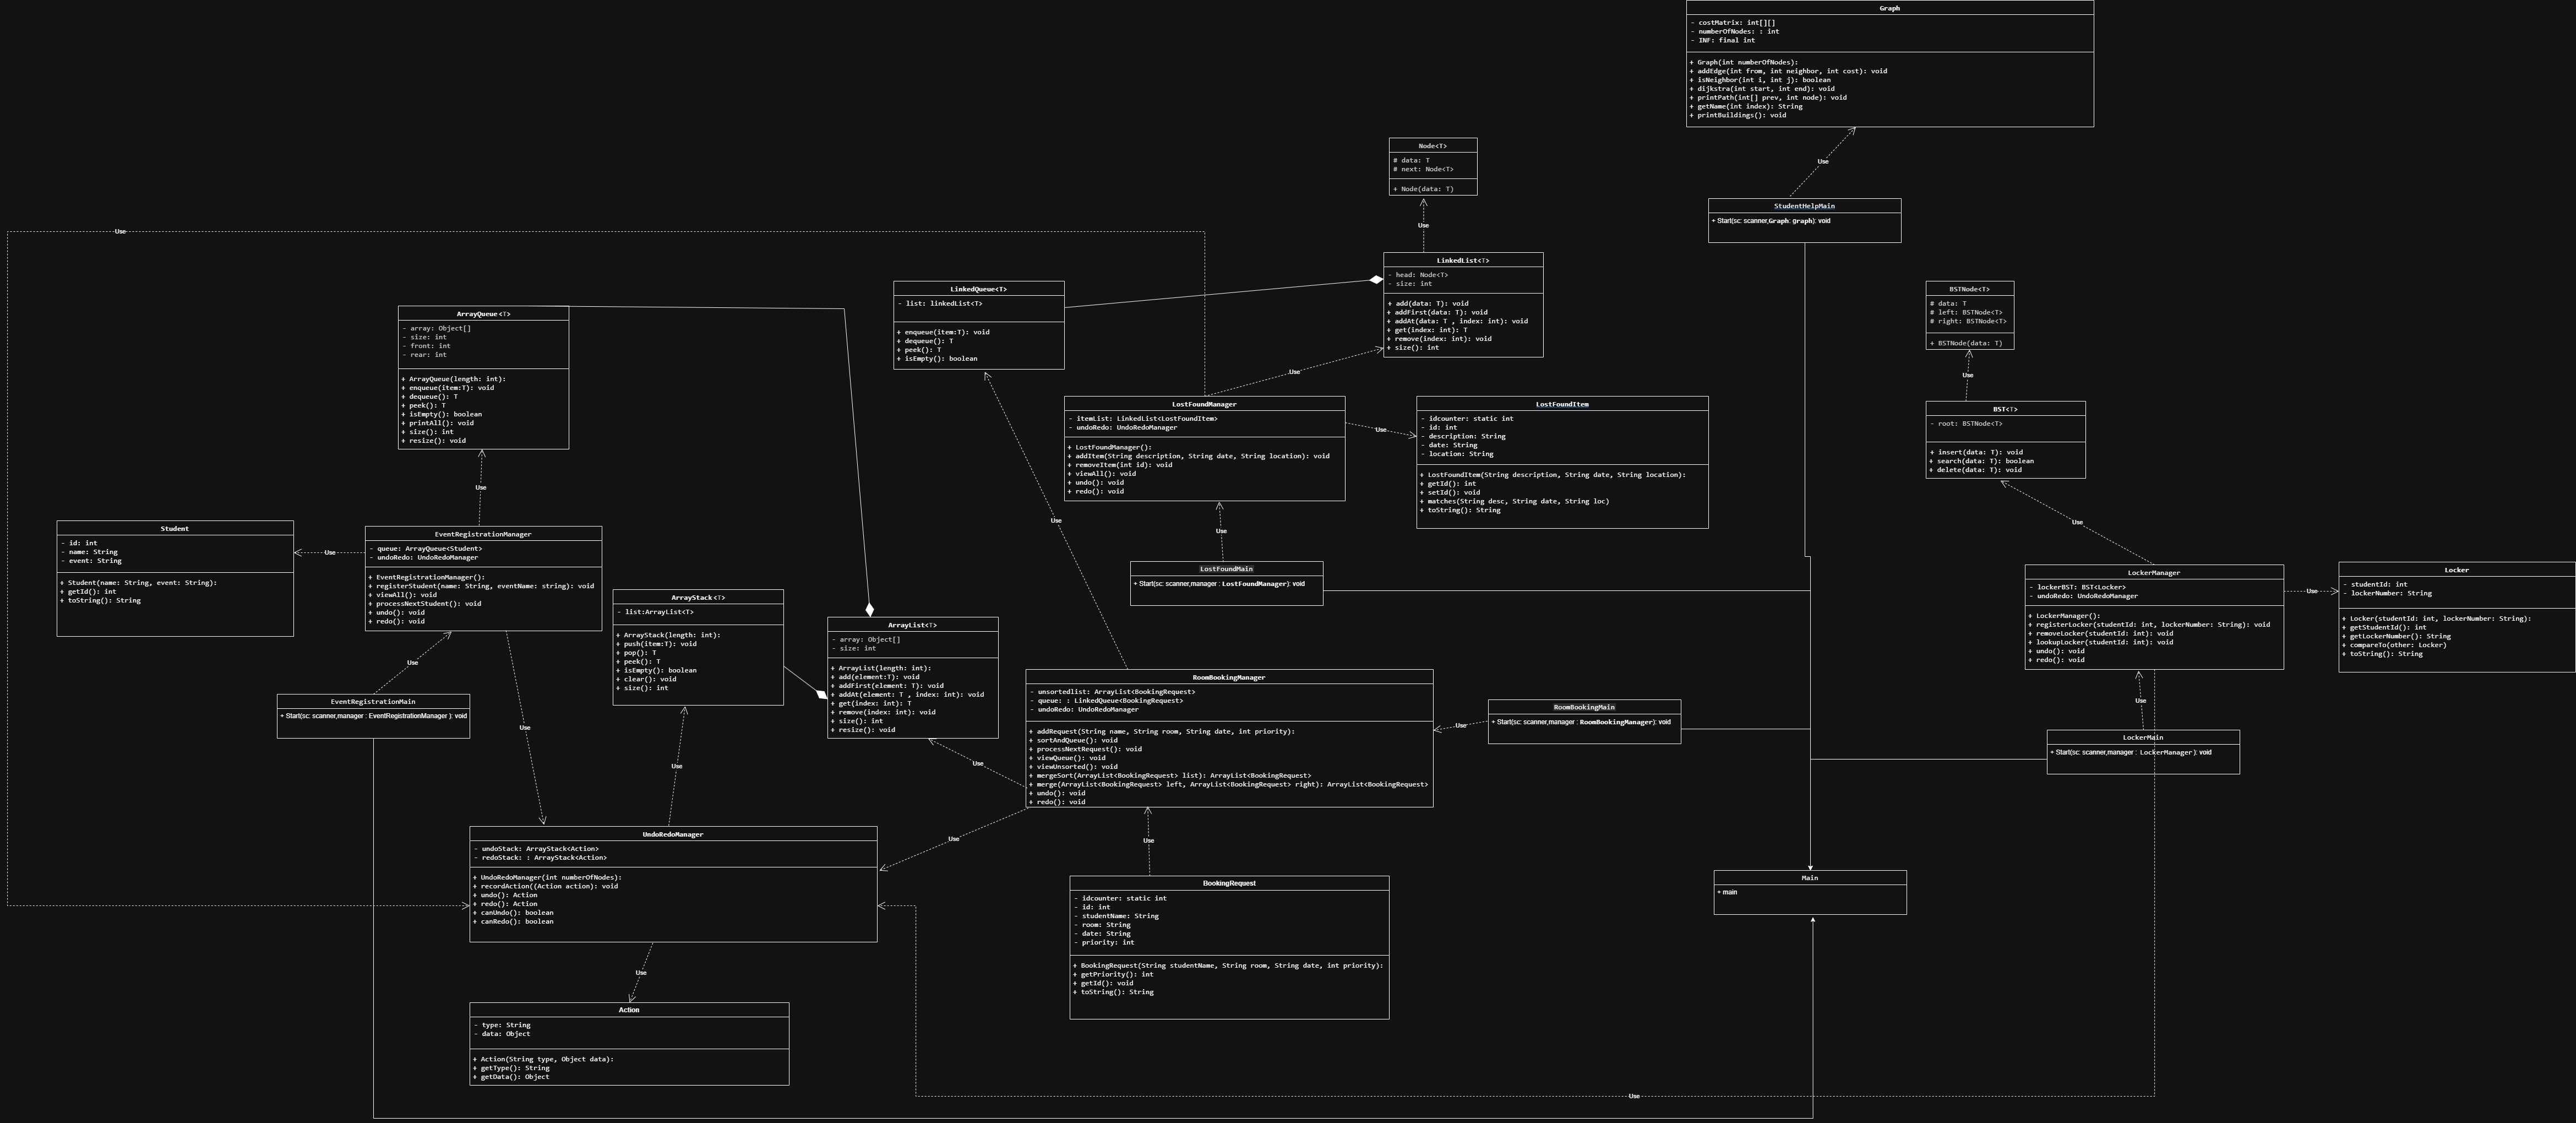 Graph
- costMatrix: int[][]
- numberOfNodes: : int
- INF: final int
+ Graph(int numberOfNodes):
+ addEdge(int from, int neighbor, int cost): void
+ isNeighbor(int i, int j): boolean
+ dijkstra(int start, int end): void
+ printPath(int[] prev, int node): void
+ getName(int index): String
+ printBuildings(): void
Use
Node<T>
# data: T
# next: Node<T>
+ Node(data: T)
Use
StudentHelpMain
+ Start(sc: scanner,Graph: graph): void
Use
LinkedList<T>
- head: Node<T>
- size: int
+ add(data: T): void
+ addFirst(data: T): void
+ addAt(data: T , index: int): void
+ get(index: int): T
+ remove(index: int): void
+ size(): int
LinkedQueue<T>
- list: linkedList<T>
+ enqueue(item:T): void
+ dequeue(): T
+ peek(): T
+ isEmpty(): boolean
Use
BSTNode<T>
# data: T
# left: BSTNode<T>
# right: BSTNode<T>
+ BSTNode(data: T)
Use
ArrayQueue<T>
- array: Object[]
- size: int
- front: int
- rear: int
+ ArrayQueue(length: int):
+ enqueue(item:T): void
+ dequeue(): T
+ peek(): T
+ isEmpty(): boolean
+ printAll(): void
+ size(): int
+ resize(): void
Use
LostFoundManager
- itemList: LinkedList<LostFoundItem>
- undoRedo: UndoRedoManager
+ LostFoundManager():
+ addItem(String description, String date, String location): void
+ removeItem(int id): void
+ viewAll(): void
+ undo(): void
+ redo(): void
Use
LostFoundItem
- idcounter: static int
- id: int
- description: String
- date: String
- location: String
+ LostFoundItem(String description, String date, String location):
+ getId(): int
+ setId(): void
+ matches(String desc, String date, String loc)
+ toString(): String
BST<T>
- root: BSTNode<T>
+ insert(data: T): void
+ search(data: T): boolean
+ delete(data: T): void
Use
Use
Use
Student
- id: int
- name: String
- event: String
+ Student(name: String, event: String):
+ getId(): int
+ toString(): String
Use
EventRegistrationManager
- queue: ArrayQueue<Student>
- undoRedo: UndoRedoManager
+ EventRegistrationManager():
+ registerStudent(name: String, eventName: string): void
+ viewAll(): void
+ processNextStudent(): void
+ undo(): void
+ redo(): void
LostFoundMain
+ Start(sc: scanner,manager : LostFoundManager): void
LockerManager
- lockerBST: BST<Locker>
- undoRedo: UndoRedoManager
+ LockerManager():
+ registerLocker(studentId: int, lockerNumber: String): void
+ removeLocker(studentId: int): void
+ lookupLocker(studentId: int): void
+ undo(): void
+ redo(): void
Use
Locker
- studentId: int
- lockerNumber: String
+ Locker(studentId: int, lockerNumber: String):
+ getStudentId(): int
+ getLockerNumber(): String
+ compareTo(other: Locker)
+ toString(): String
ArrayStack<T>
- list:ArrayList<T>
+ ArrayStack(length: int):
+ push(item:T): void
+ pop(): T
+ peek(): T
+ isEmpty(): boolean
+ clear(): void
+ size(): int
ArrayList<T>
- array: Object[]
- size: int
+ ArrayList(length: int):
+ add(element:T): void
+ addFirst(element: T): void
+ addAt(element: T , index: int): void
+ get(index: int): T
+ remove(index: int): void
+ size(): int
+ resize(): void
Use
EventRegistrationMain
+ Start(sc: scanner,manager : EventRegistrationManager ): void
Use
RoomBookingManager
- unsortedlist: ArrayList<BookingRequest>
- queue: : LinkedQueue<BookingRequest>
- undoRedo: UndoRedoManager
+ addRequest(String name, String room, String date, int priority):
+ sortAndQueue(): void
+ processNextRequest(): void
+ viewQueue(): void
+ viewUnsorted(): void
+ mergeSort(ArrayList<BookingRequest> list): ArrayList<BookingRequest>
+ merge(ArrayList<BookingRequest> left, ArrayList<BookingRequest> right): ArrayList<BookingRequest>
+ undo(): void
+ redo(): void
Use
RoomBookingMain
+ Start(sc: scanner,manager : RoomBookingManager): void
Use
LockerMain
+ Start(sc: scanner,manager : LockerManager ): void
Use
Use
Use
Use
UndoRedoManager
- undoStack: ArrayStack<Action>
- redoStack: : ArrayStack<Action>
+ UndoRedoManager(int numberOfNodes):
+ recordAction((Action action): void
+ undo(): Action
+ redo(): Action
+ canUndo(): boolean
+ canRedo(): boolean
BookingRequest
- idcounter: static int
- id: int
- studentName: String
- room: String
- date: String
- priority: int
+ BookingRequest(String studentName, String room, String date, int priority):
+ getPriority(): int
+ getId(): void
+ toString(): String
Main
+ main
Use
Action
- type: String
- data: Object
+ Action(String type, Object data):
+ getType(): String
+ getData(): Object
Use